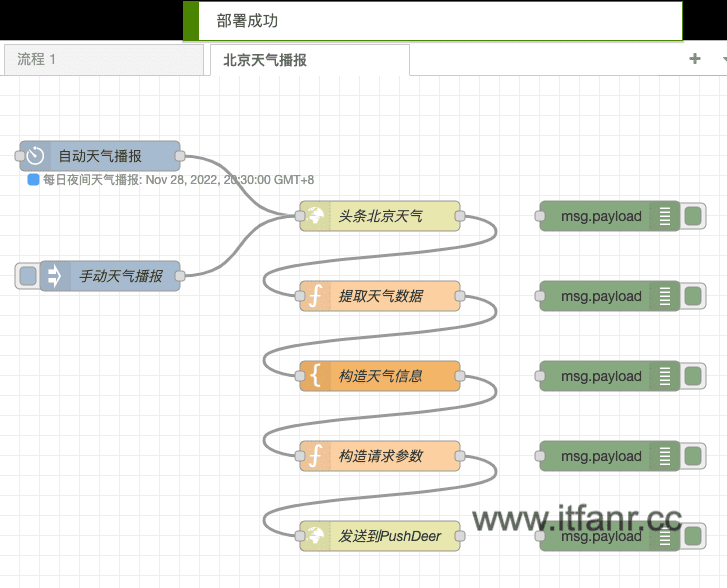 部署成功
流程 1
北京天气播报
自动天气播报
每日夜间天气播报: Nov 28, 2022, 20:30:00 GMT+8
头条北京天气
msg.payload
手动天气播报
提取天气数据
msg.payload
构造天气信息
msg.payload
构造请求参数
msg.payload
www.itfanr.cc
发送到PushDeer
msg.payload